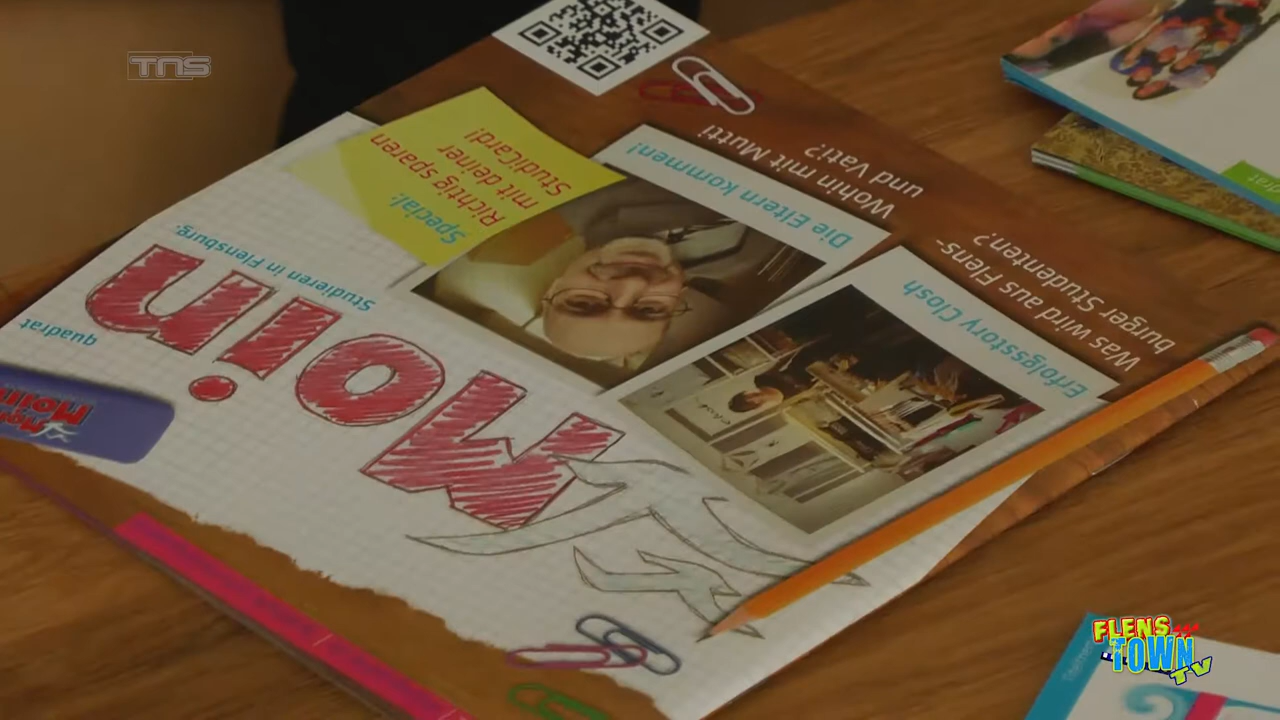 TNS
quadrat
Moin
Studieren in Flensburg.
Special!
Richtig sparen
mit deiner
StudiCard!
Die Eltern kommen!
Wohin mit Mutti
und Vati?
Erfolgsstory Closh
Was wird aus Flens-
burger Studenten?
FLENS
TOWN
TV